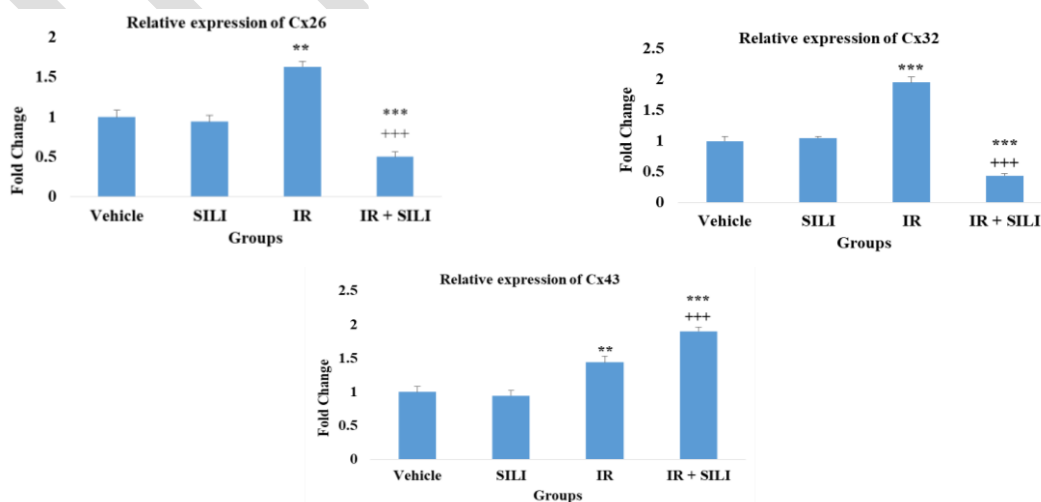 Relative expression of Cx26
2
1.5
1
0.5
0
Fold Change
**
***
+++
Vehicle SILI IR IR + SILI
Groups
Relative expression of Cx32
2.5
2
1.5
1
0.5
0
Fold Change
***
***
+++
Vehicle SILI IR IR + SILI
Groups
Relative expression of Cx43
2.5
2
1.5
1
0.5
0
Fold Change
**
***
+++
Vehicle SILI IR IR + SILI
Groups